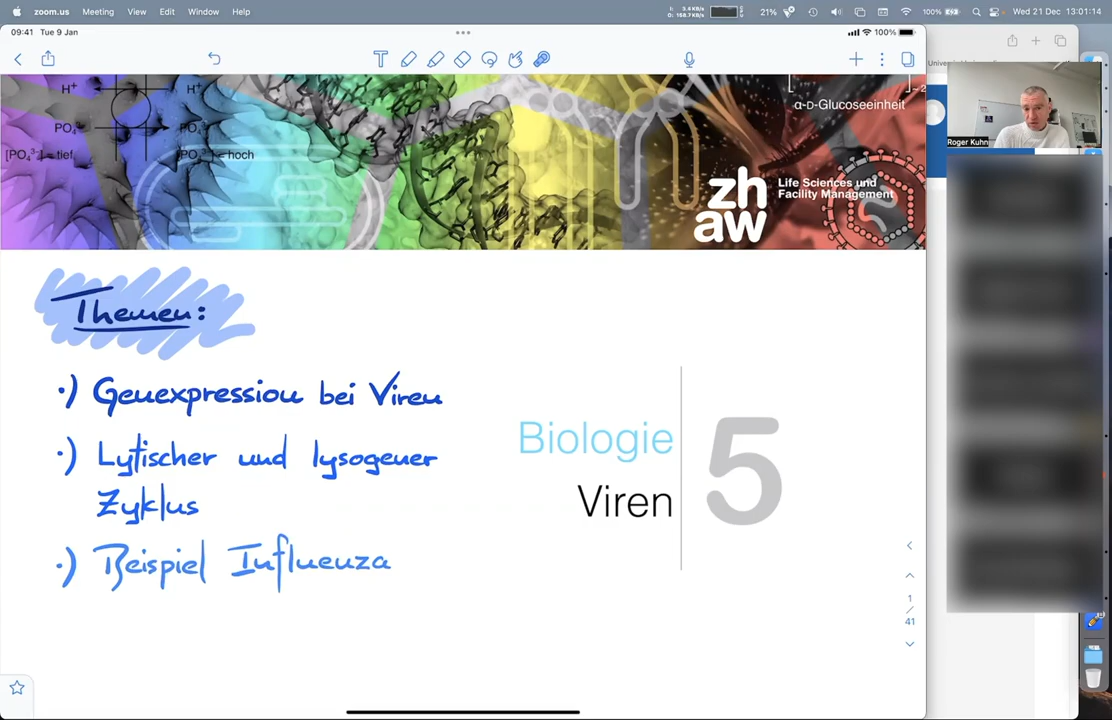 zoom.us Meeting View Edit Window Help
21%
100%
Wed 21 Dec 13:01:14
09:41 Tue 9 Jan
100%
H⁺ H⁺
α-D-Glucoseeinheit
Roger Kuhn
[PO₄³⁻] = tief
= hoch
zh
aw
Life Sciences und
Facility Management
Themen:
·) Genexpression bei Viren
·) Lytischer und lysogener
Zyklus
·) Beispiel Influenza
Biologie
Viren
5
1
/
41